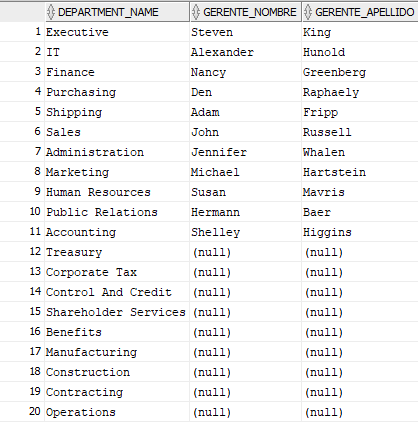 DEPARTMENT_NAME GERENTE_NOMBRE GERENTE_APELLIDO
1 Executive Steven King
2 IT Alexander Hunold
3 Finance Nancy Greenberg
4 Purchasing Den Raphaely
5 Shipping Adam Fripp
6 Sales John Russell
7 Administration Jennifer Whalen
8 Marketing Michael Hartstein
9 Human Resources Susan Mavris
10 Public Relations Hermann Baer
11 Accounting Shelley Higgins
12 Treasury (null) (null)
13 Corporate Tax (null) (null)
14 Control And Credit (null) (null)
15 Shareholder Services (null) (null)
16 Benefits (null) (null)
17 Manufacturing (null) (null)
18 Construction (null) (null)
19 Contracting (null) (null)
20 Operations (null) (null)